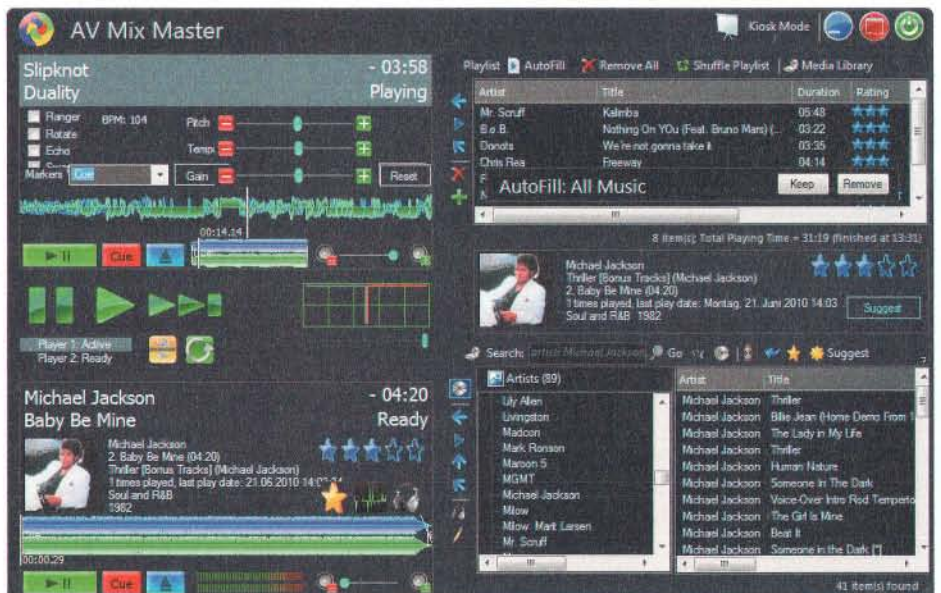 AV Mix Master
Kiosk Mode
Slipknot
- 03:58
Duality
Playing
Flanger
BPM: 104
Pitch
Rotate
Echo
Tempo
Markers
Cue
Gain
Reset
00:14.14
Cue
Player 1: Active
Player 2: Ready
Michael Jackson
- 04:20
Baby Be Mine
Ready
Michael Jackson
2. Baby Be Mine (04:20)
Thriller [Bonus Tracks] (Michael Jackson)
1 times played, last play date: 21.06.2010
Soul and R&B
1982
00:00.29
Cue
Playlist AutoFill Remove All Shuffle Playlist Media Library
Artist Title Duration Rating
Mr. Scruff Kalimba 05:48
B.o.B. Nothing On YOu (Feat. Bruno Mars) (...
03:22
Donots We're not gonna take it 03:35
Chris Rea Freeway 04:14
AutoFill: All Music
Keep
Remove
8 item(s); Total Playing Time = 31:19 (finished at 13:31)
Michael Jackson
Thriller [Bonus Tracks] (Michael Jackson)
2. Baby Be Mine (04:20)
1 times played, last play date: Montag, 21. Juni 2010 14:03
Soul and R&B 1982
Suggest
Search: artist:Michael Jackson Go Suggest
Artists (89)
Lily Allen
Livingston
Madcon
Mark Ronson
Maroon 5
MGMT
Michael Jackson
Milow
Milow Marit Larsen
Mr. Scruff
Artist Title
Michael Jackson Thriller
Michael Jackson Billie Jean (Home Demo From 1
Michael Jackson The Lady in My Life
Michael Jackson Thriller
Michael Jackson Human Nature
Michael Jackson Someone In The Dark
Michael Jackson Voice-Over Intro Rod Temperto
Michael Jackson The Girl Is Mine
Michael Jackson Beat It
Michael Jackson Someone in the Dark [*]
41 item(s) found